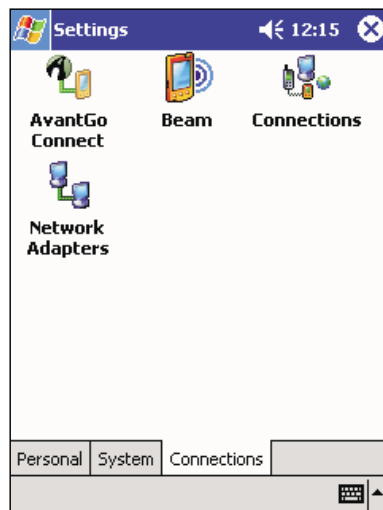 Settings 12:15
AvantGo
Connect
Beam
Connections
Network
Adapters
Personal System Connections